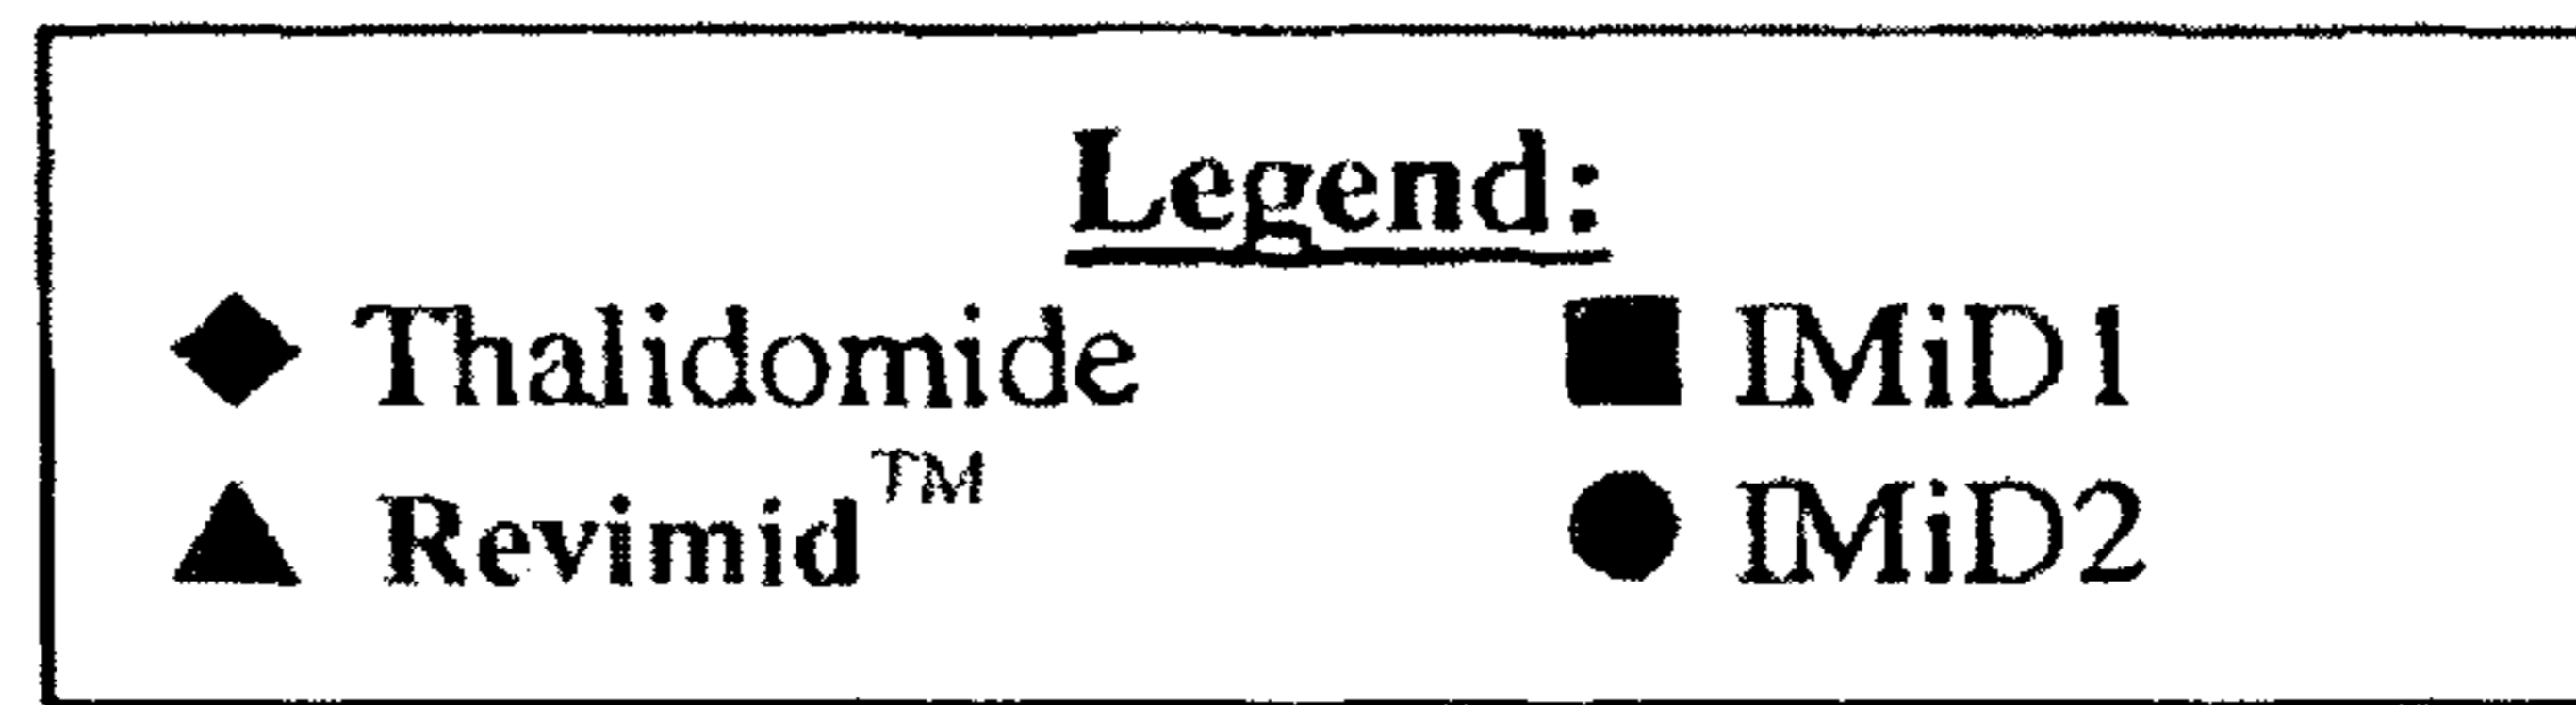 Legend:
◆ Thalidomide ■ IMiD1
▲ Revimid™ ● IMiD2